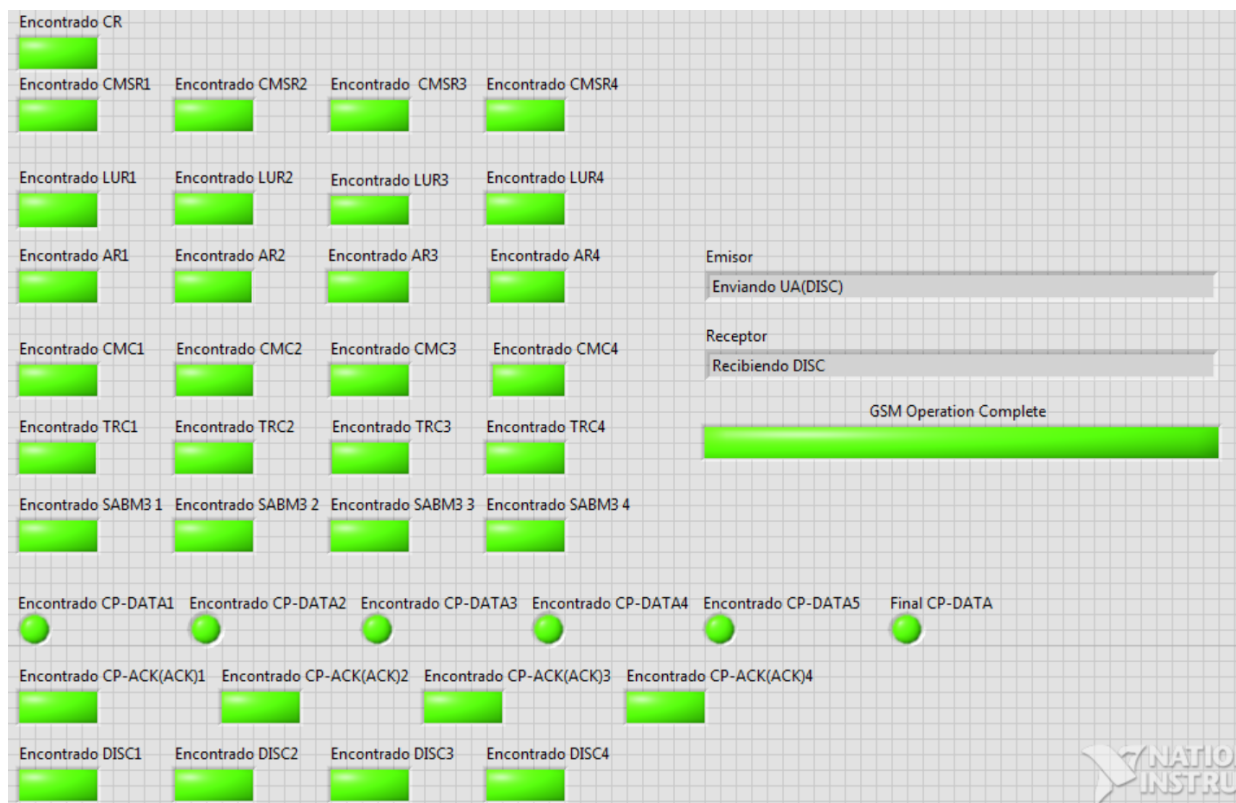 Encontrado CR
Encontrado CMSR1 Encontrado CMSR2 Encontrado CMSR3 Encontrado CMSR4
Encontrado LUR1 Encontrado LUR2 Encontrado LUR3 Encontrado LUR4
Encontrado AR1 Encontrado AR2 Encontrado AR3 Encontrado AR4
Emisor
Enviando UA(DISC)
Receptor
Recibiendo DISC
Encontrado CMC1 Encontrado CMC2 Encontrado CMC3 Encontrado CMC4
GSM Operation Complete
Encontrado TRC1 Encontrado TRC2 Encontrado TRC3 Encontrado TRC4
Encontrado SABM3 1 Encontrado SABM3 2 Encontrado SABM3 3 Encontrado SABM3 4
Encontrado CP-DATA1 Encontrado CP-DATA2 Encontrado CP-DATA3 Encontrado CP-DATA4 Encontrado CP-DATA5 Final CP-DATA
Encontrado CP-ACK(ACK)1 Encontrado CP-ACK(ACK)2 Encontrado CP-ACK(ACK)3 Encontrado CP-ACK(ACK)4
Encontrado DISC1 Encontrado DISC2 Encontrado DISC3 Encontrado DISC4